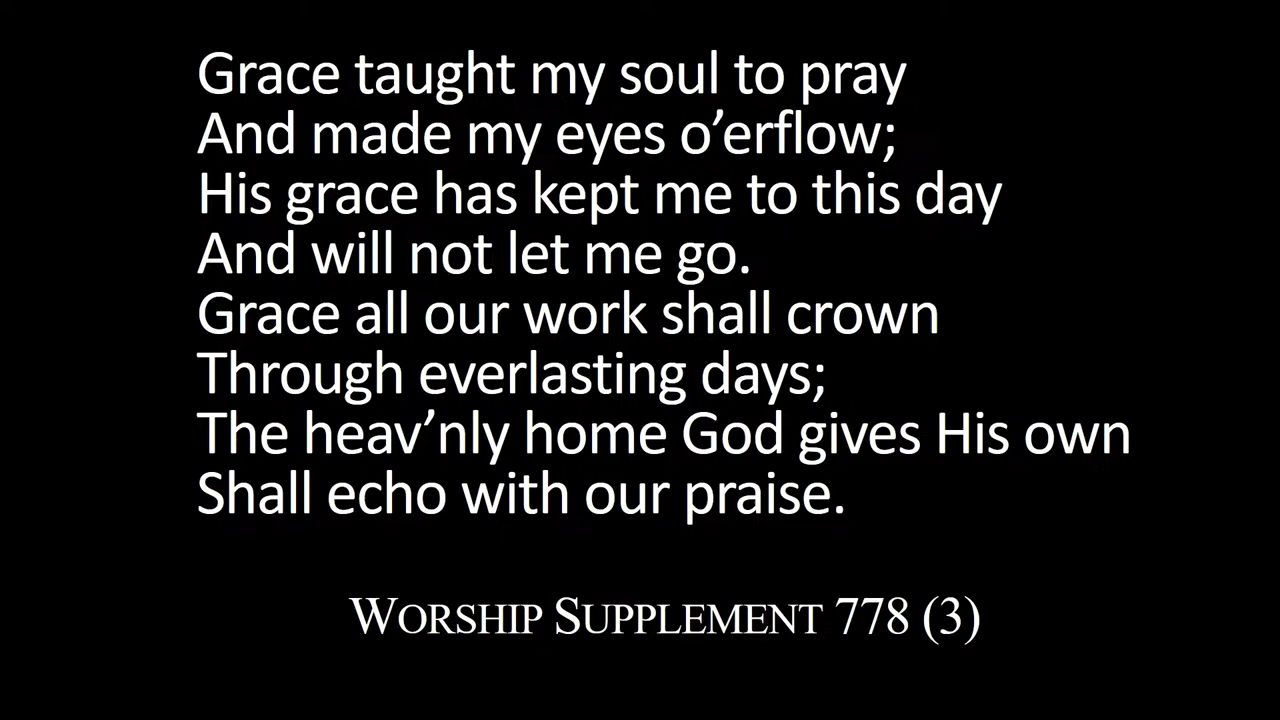 Grace taught my soul to pray
And made my eyes o’erflow;
His grace has kept me to this day
And will not let me go.
Grace all our work shall crown
Through everlasting days;
The heav’nly home God gives His own
Shall echo with our praise.
WORSHIP SUPPLEMENT 778 (3)